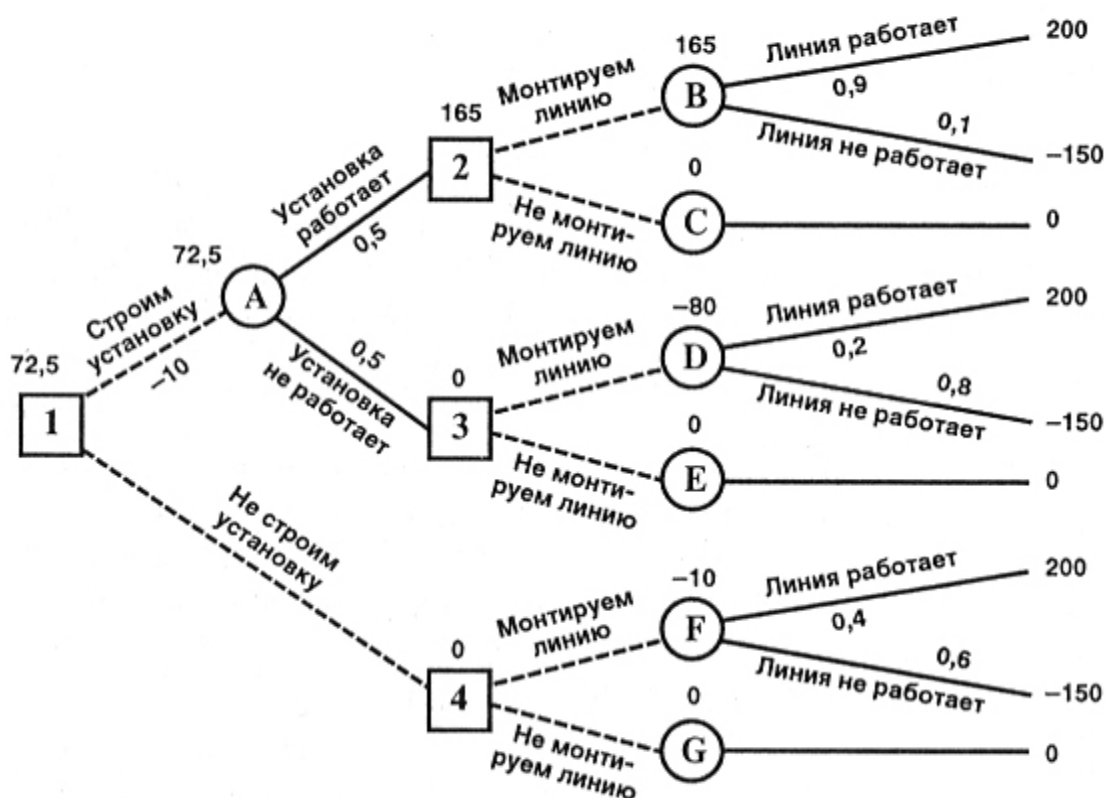 165
Линия работает
200
0,9
0,1
Линия не работает
–150
Монтируем
линию
B
165
2
0
Не монти-
руем линию
C
0
Установка
работает
0,5
72,5
A
Строим
установку
–10
72,5
1
0,5
Установка
не работает
–80
Линия работает
200
0,2
0,8
Линия не работает
–150
Монтируем
линию
D
0
3
0
Не монти-
руем линию
E
0
Не строим
установку
–10
Линия работает
200
0,4
0,6
Линия не работает
–150
Монтируем
линию
F
0
4
0
Не монти-
руем линию
G
0